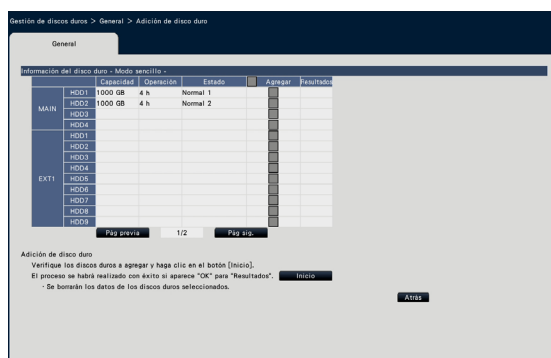 Gestión de discos duros > General > Adición de disco duro
General
Información del disco duro - Modo sencillo -
Capacidad Operación Estado Agregar Resultados
MAIN
HDD1 1000 GB 4 h Normal 1
HDD2 1000 GB 4 h Normal 2
HDD3
HDD4
EXT1
HDD1
HDD2
HDD3
HDD4
HDD5
HDD6
HDD7
HDD8
HDD9
Pág previa 1/2 Pág sig.
Adición de disco duro
Verifique los discos duros a agregar y haga clic en el botón [Inicio].
El proceso se habrá realizado con éxito si aparece "OK" para "Resultados". Inicio
・Se borrarán los datos de los discos duros seleccionados.
Atrás